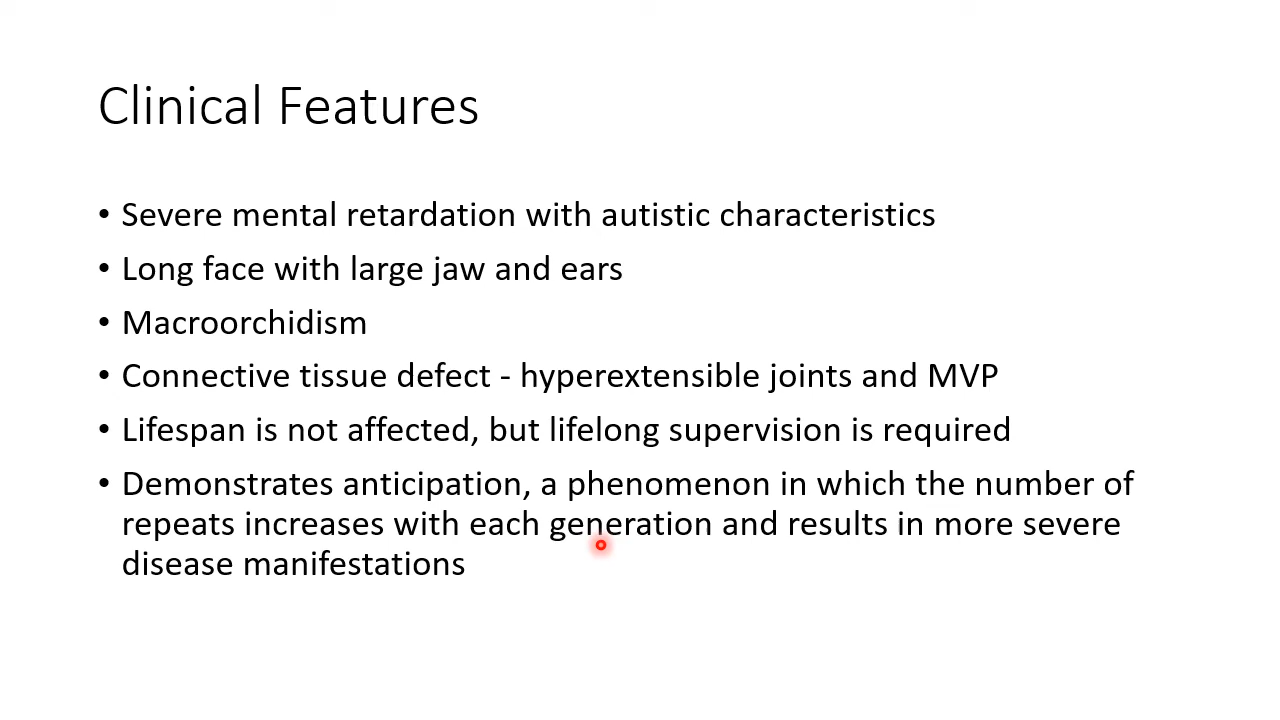 Clinical Features
• Severe mental retardation with autistic characteristics
• Long face with large jaw and ears
• Macroorchidism
• Connective tissue defect - hyperextensible joints and MVP
• Lifespan is not affected, but lifelong supervision is required
• Demonstrates anticipation, a phenomenon in which the number of
repeats increases with each generation and results in more severe
disease manifestations